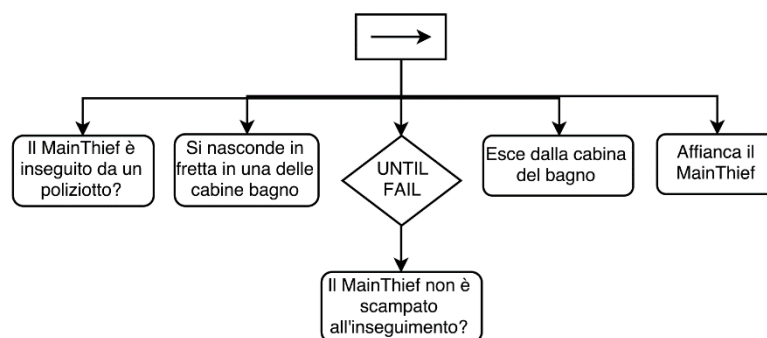 Il MainThief è
inseguito da un
poliziotto?
Si nasconde in
fretta in una delle
cabine bagno
UNTIL
FAIL
Esce dalla cabina
del bagno
Affianca il
MainThief
Il MainThief non è
scampato
all'inseguimento?